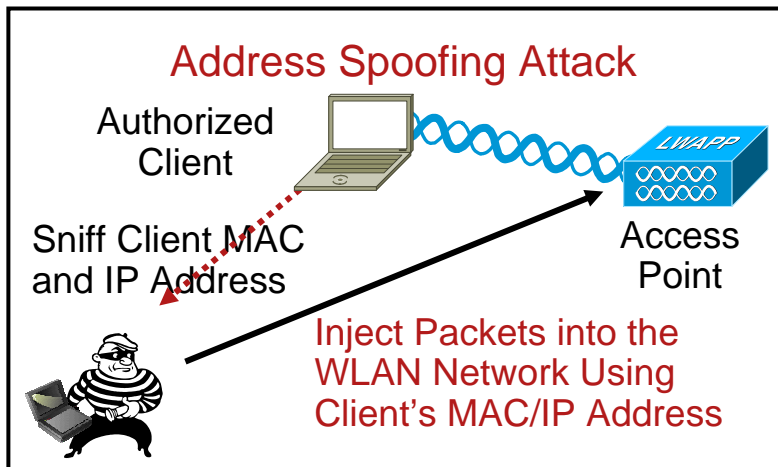 Address Spoofing Attack
Authorized
Client
LWAPP
Sniff Client MAC
and IP Address
Access
Point
Inject Packets into the
WLAN Network Using
Client's MAC/IP Address